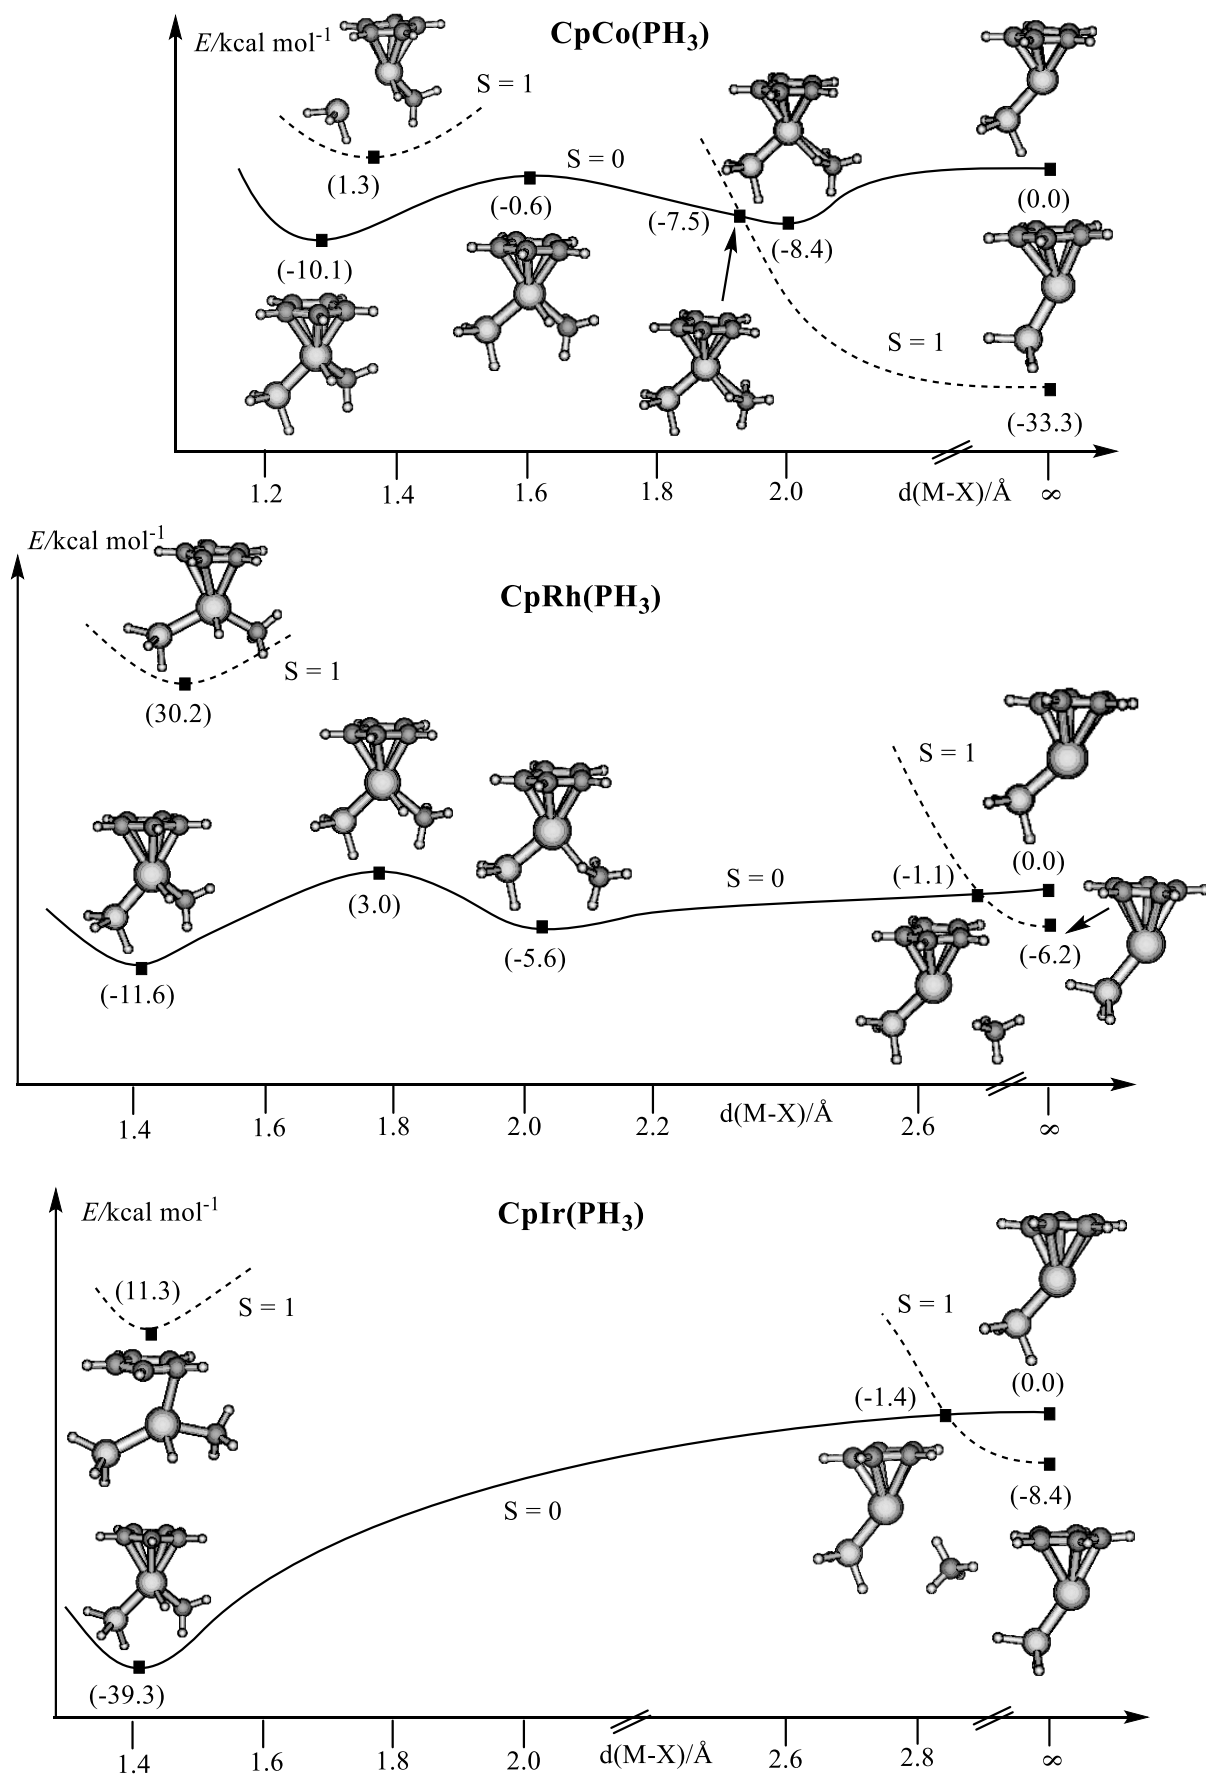 E/kcal mol-1
CpCo(PH3)
S = 1
(1.3)
S = 0
(-0.6)
(-7.5)
(0.0)
(-10.1)
(-8.4)
S = 1
(-33.3)
1.2 1.4 1.6 1.8 2.0 d(M-X)/Å ∞
E/kcal mol-1
CpRh(PH3)
S = 1
(30.2)
S = 1
(3.0)
S = 0
(-1.1)
(0.0)
(-11.6)
(-5.6)
(-6.2)
1.4 1.6 1.8 2.0 2.2 d(M-X)/Å 2.6 ∞
E/kcal mol-1
CpIr(PH3)
(11.3)
S = 1
S = 1
(-1.4)
(0.0)
S = 0
(-8.4)
(-39.3)
1.4 1.6 1.8 2.0 d(M-X)/Å 2.6 2.8 ∞